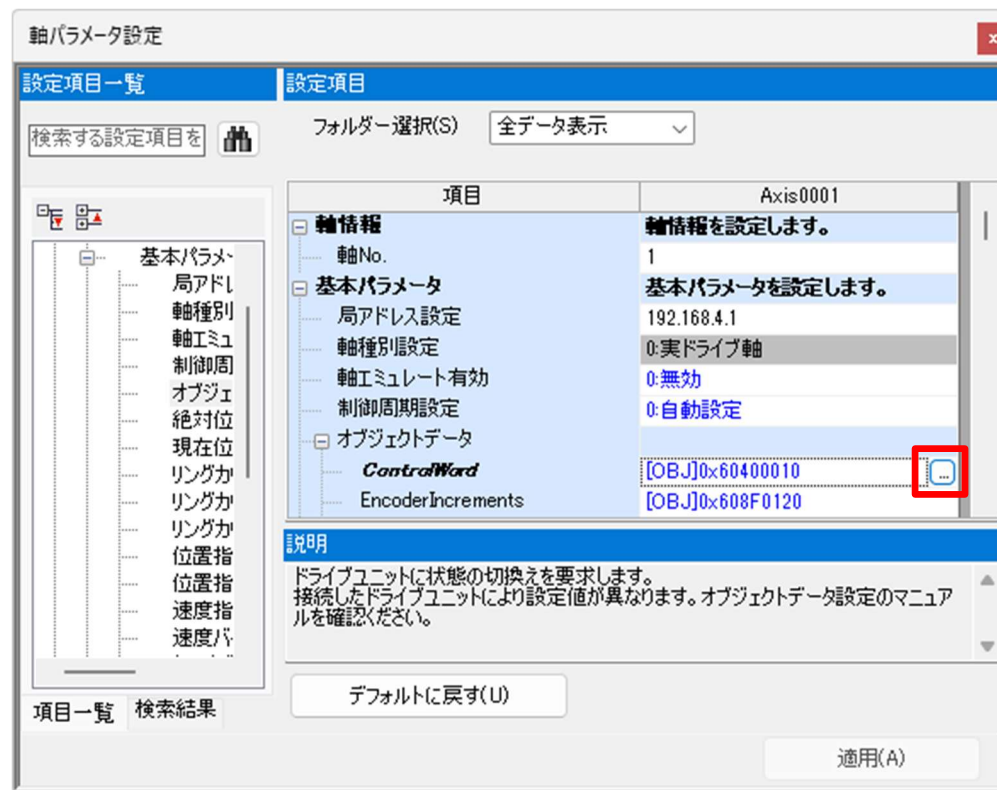 軸パラメータ設定
設定項目一覧
設定項目
検索する設定項目を
フォルダー選択(S)
全データ表示
基本パラメ
局アドレ
軸種別
軸エミュ
制御周
オブジェ
絶対位
現在位
リングカ
リングカ
リングカ
位置指
位置指
速度指
速度バ
項目一覧
検索結果
項目
Axis0001
軸情報
軸情報を設定します。
軸No.
1
基本パラメータ
基本パラメータを設定します。
局アドレス設定
192.168.4.1
軸種別設定
0:実ドライブ軸
軸エミュレート有効
0:無効
制御周期設定
0:自動設定
オブジェクトデータ
ControlWord
[OBJ]0x60400010
...
EncoderIncrements
[OBJ]0x608F0120
説明
ドライブユニットに状態の切換えを要求します。
接続したドライブユニットにより設定値が異なります。オブジェクトデータ設定のマニュア
ルを確認ください。
デフォルトに戻す(U)
適用(A)